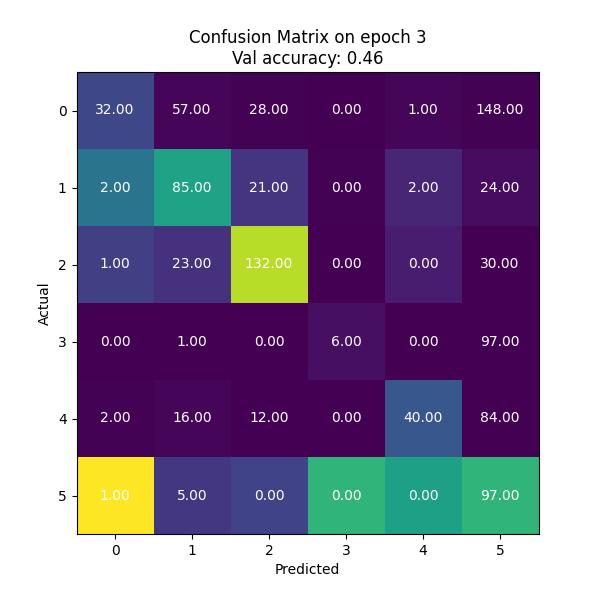 Confusion Matrix on epoch 3
Val accuracy: 0.46
0 32.00 57.00 28.00 0.00 1.00 148.00
1 2.00 85.00 21.00 0.00 2.00 24.00
2 1.00 23.00 132.00 0.00 0.00 30.00
Actual
3 0.00 1.00 0.00 6.00 0.00 97.00
4 2.00 16.00 12.00 0.00 40.00 84.00
5 1.00 5.00 0.00 0.00 0.00 97.00
0 1 2 3 4 5
Predicted